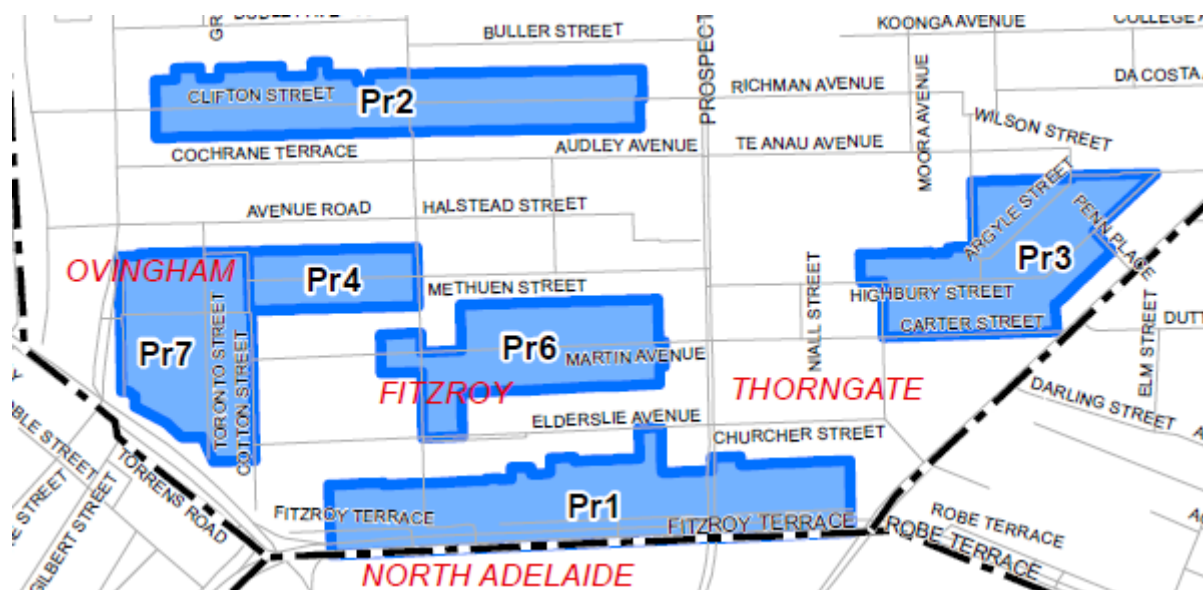 BULLER STREET
KOONGA AVENUE
PROSPECT
CLIFTON STREET
Pr2
RICHMAN AVENUE
DA COSTA
MOORA AVENUE
WILSON STREET
COCHRANE TERRACE
AUDLEY AVENUE
TE ANAU AVENUE
AVENUE ROAD
HALSTEAD STREET
ARGYLE STREET
PENN PLACE
OVINGHAM
Pr4
METHUEN STREET
NIALL STREET
Pr3
HIGHBURY STREET
CARTER STREET
ELM STREET
DUTT
Pr7
TORONTO STREET
COTTON STREET
Pr6
MARTIN AVENUE
FITZROY
THORNGATE
DARLING STREET
ELDERSLIE AVENUE
CHURCHER STREET
OBLE STREET
TORRENS ROAD
GILBERT STREET
Pr1
FITZROY TERRACE
FITZROY TERRACE
ROBE TERRACE
ROBE TERRACE
NORTH ADELAIDE